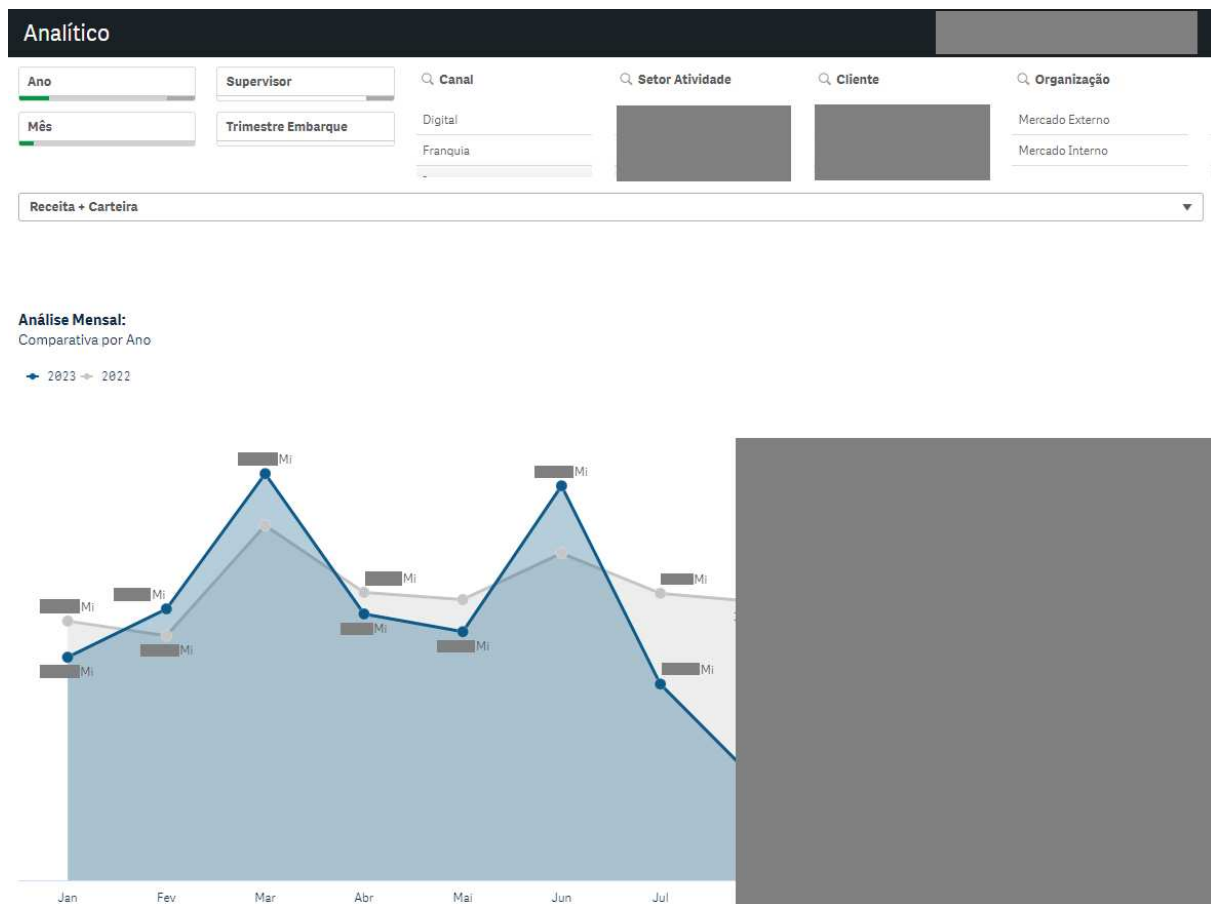 Analítico
Ano
Supervisor
Canal
Setor Atividade
Cliente
Organização
Mês
Trimestre Embarque
Digital
Franquia
Mercado Externo
Mercado Interno
Receita + Carteira
Análise Mensal:
Comparativa por Ano
2023 2022
Mi
Mi
Mi
Mi
Mi
Mi
Mi
Mi
Mi
Mi
Mi
Jan Fev Mar Abr Mai Jun Jul